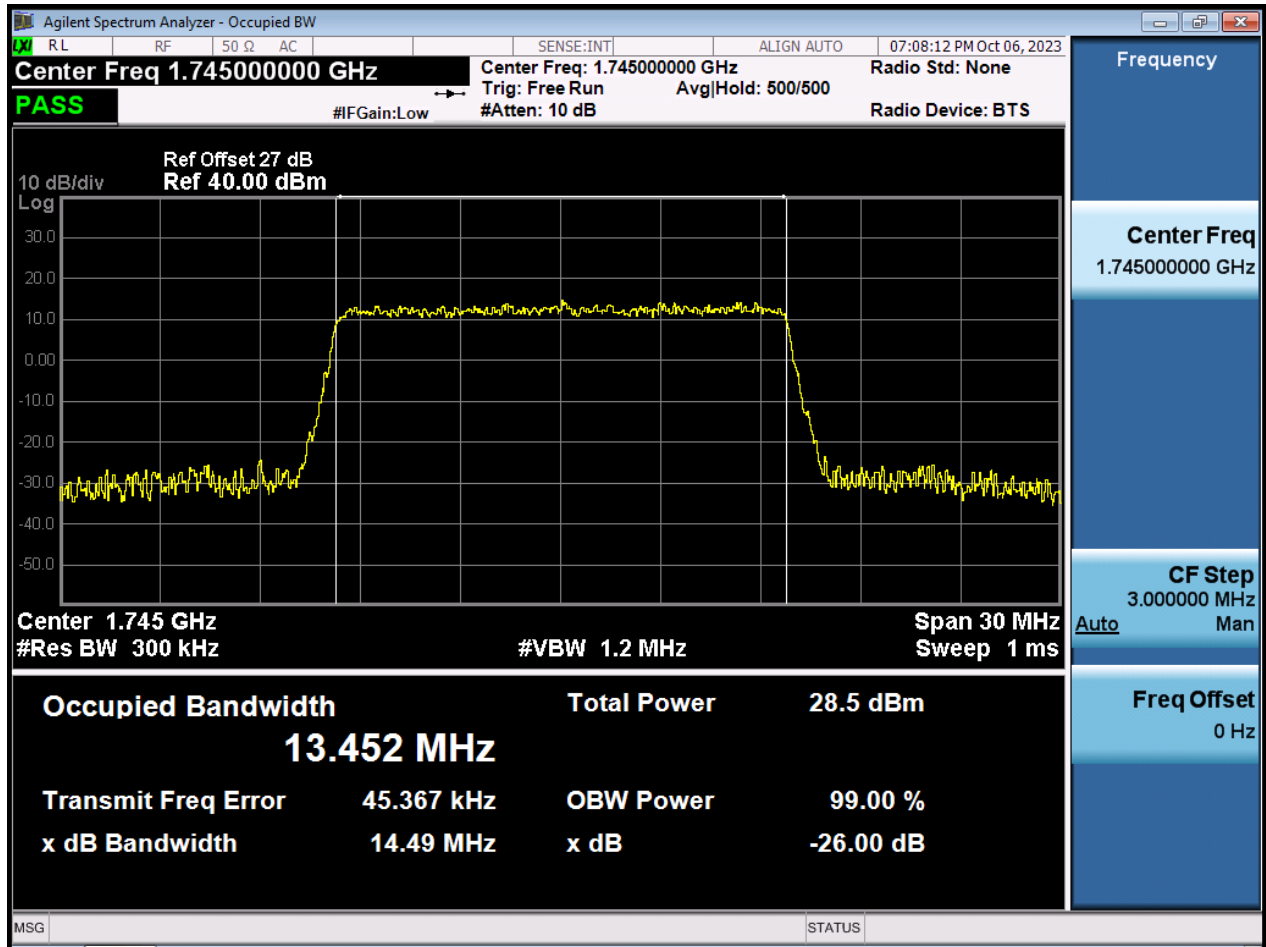 Agilent Spectrum Analyzer - Occupied BW
LXI RL RF 50 Ω AC SENSE:INT ALIGN AUTO 07:08:12 PM Oct 06, 2023
Center Freq 1.745000000 GHz
PASS
#IFGain:Low
Center Freq: 1.745000000 GHz
Trig: Free Run Avg|Hold: 500/500
#Atten: 10 dB
Radio Std: None
Radio Device: BTS
Ref Offset 27 dB
10 dB/div Ref 40.00 dBm
Log
30.0
20.0
10.0
0.00
-10.0
-20.0
-30.0
-40.0
-50.0
Center 1.745 GHz Span 30 MHz
#Res BW 300 kHz #VBW 1.2 MHz Sweep 1 ms
Occupied Bandwidth Total Power 28.5 dBm
13.452 MHz
Transmit Freq Error 45.367 kHz OBW Power 99.00 %
x dB Bandwidth 14.49 MHz x dB -26.00 dB
MSG STATUS
Frequency
Center Freq
1.745000000 GHz
CF Step
3.000000 MHz
Auto Man
Freq Offset
0 Hz